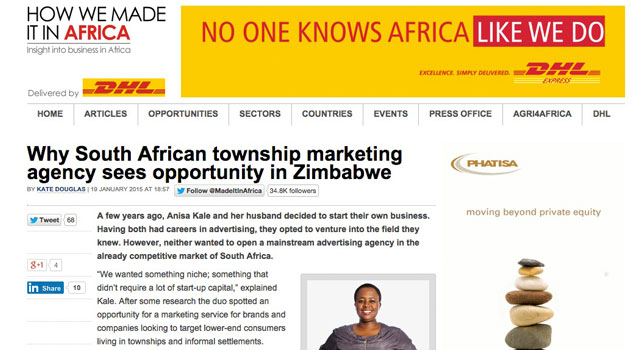 HOW WE MADE
IT IN AFRICA
Insight into business in Africa
Delivered by DHL
NO ONE KNOWS AFRICA LIKE WE DO
EXCELLENCE. SIMPLY DELIVERED.
DHL
EXPRESS
HOME ARTICLES OPPORTUNITIES SECTORS COUNTRIES EVENTS PRESS OFFICE AGRI4AFRICA DHL
Why South African township marketing
agency sees opportunity in Zimbabwe
BY KATE DOUGLAS | 19 JANUARY 2015 AT 18:57 Follow @MadeItInAfrica 34.8K followers
Tweet 68
g+1 4
in Share 10
A few years ago, Anisa Kale and her husband decided to start their own business.
Having both had careers in advertising, they opted to venture into the field they
knew. However, neither wanted to open a mainstream advertising agency in the
already competitive market of South Africa.
“We wanted something niche; something that
didn’t require a lot of start-up capital,” explained
Kale. After some research the duo spotted an
opportunity for a marketing service for brands and
companies looking to target lower-end consumers
living in townships and informal settlements.
PHATISA
moving beyond private equity